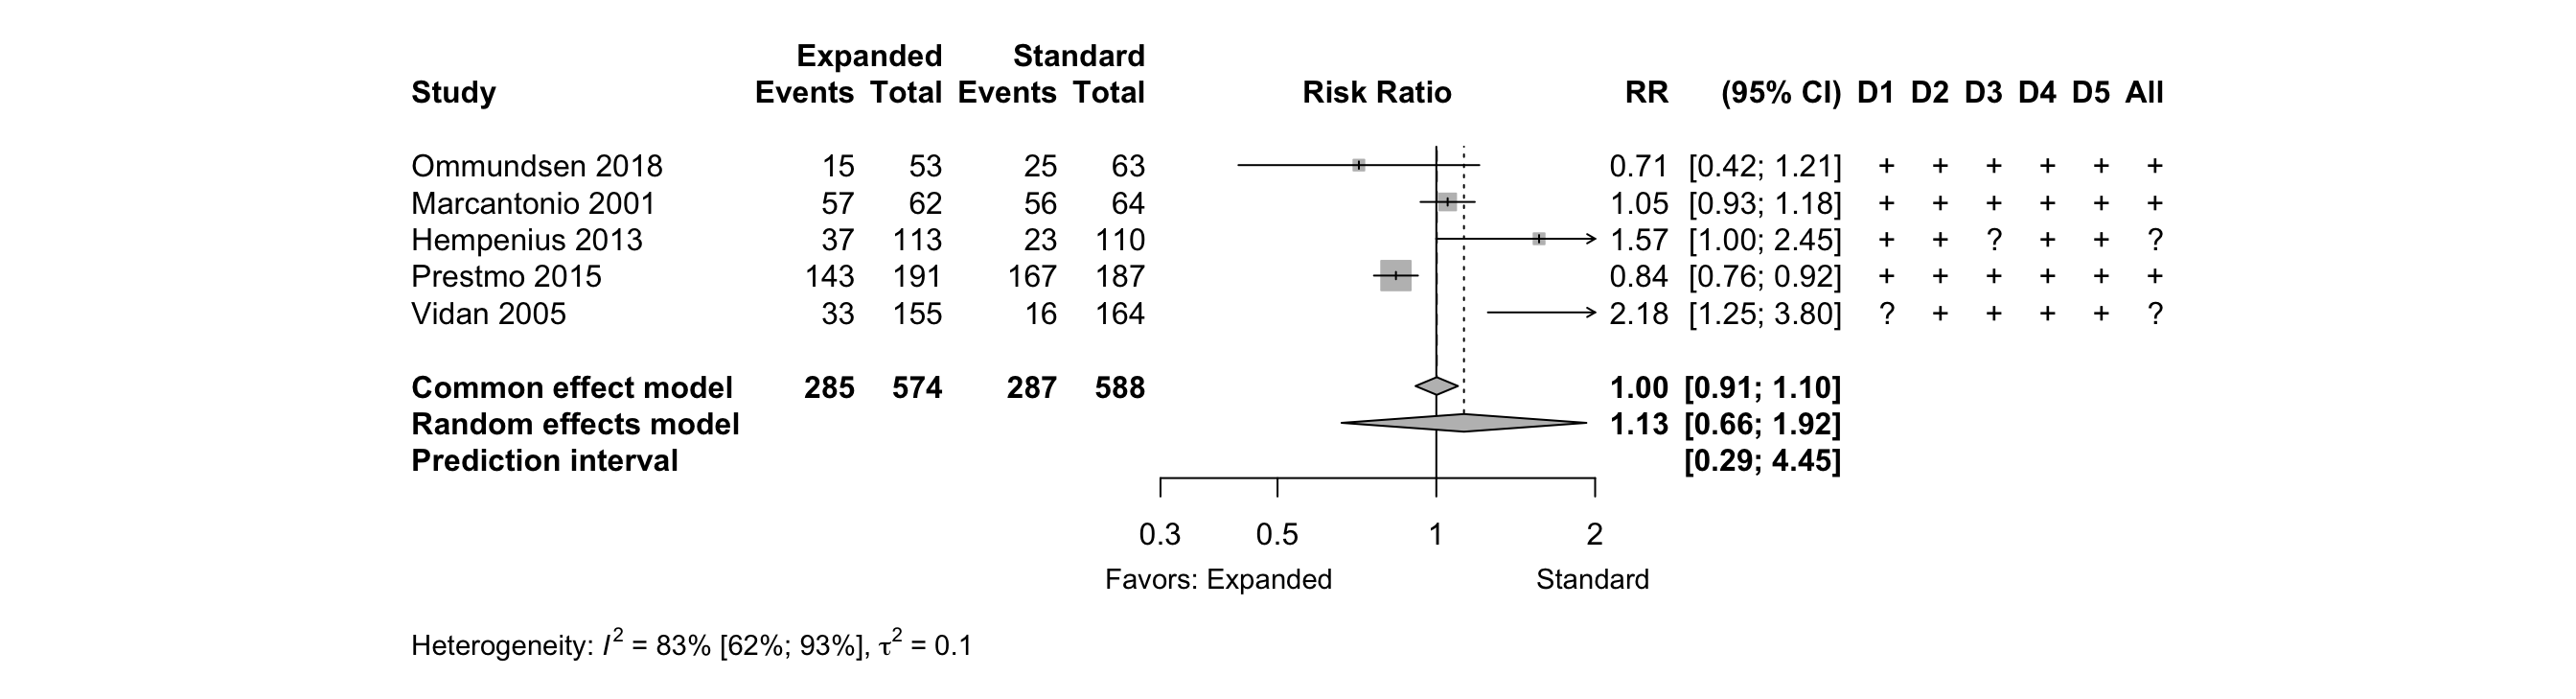 Expanded Standard
Study Events Total Events Total Risk Ratio RR (95% CI) D1 D2 D3 D4 D5 All
Ommundsen 2018 15 53 25 63 0.71 [0.42; 1.21] + + + + + +
Marcantonio 2001 57 62 56 64 1.05 [0.93; 1.18] + + + + + +
Hempenius 2013 37 113 23 110 1.57 [1.00; 2.45] + + ? + + ?
Prestmo 2015 143 191 167 187 0.84 [0.76; 0.92] + + + + + +
Vidan 2005 33 155 16 164 2.18 [1.25; 3.80] ? + + + + ?
Common effect model 285 574 287 588 1.00 [0.91; 1.10]
Random effects model 1.13 [0.66; 1.92]
Prediction interval [0.29; 4.45]
0.3 0.5 1 2
Favors: Expanded Standard
Heterogeneity: I² = 83% [62%; 93%], τ² = 0.1